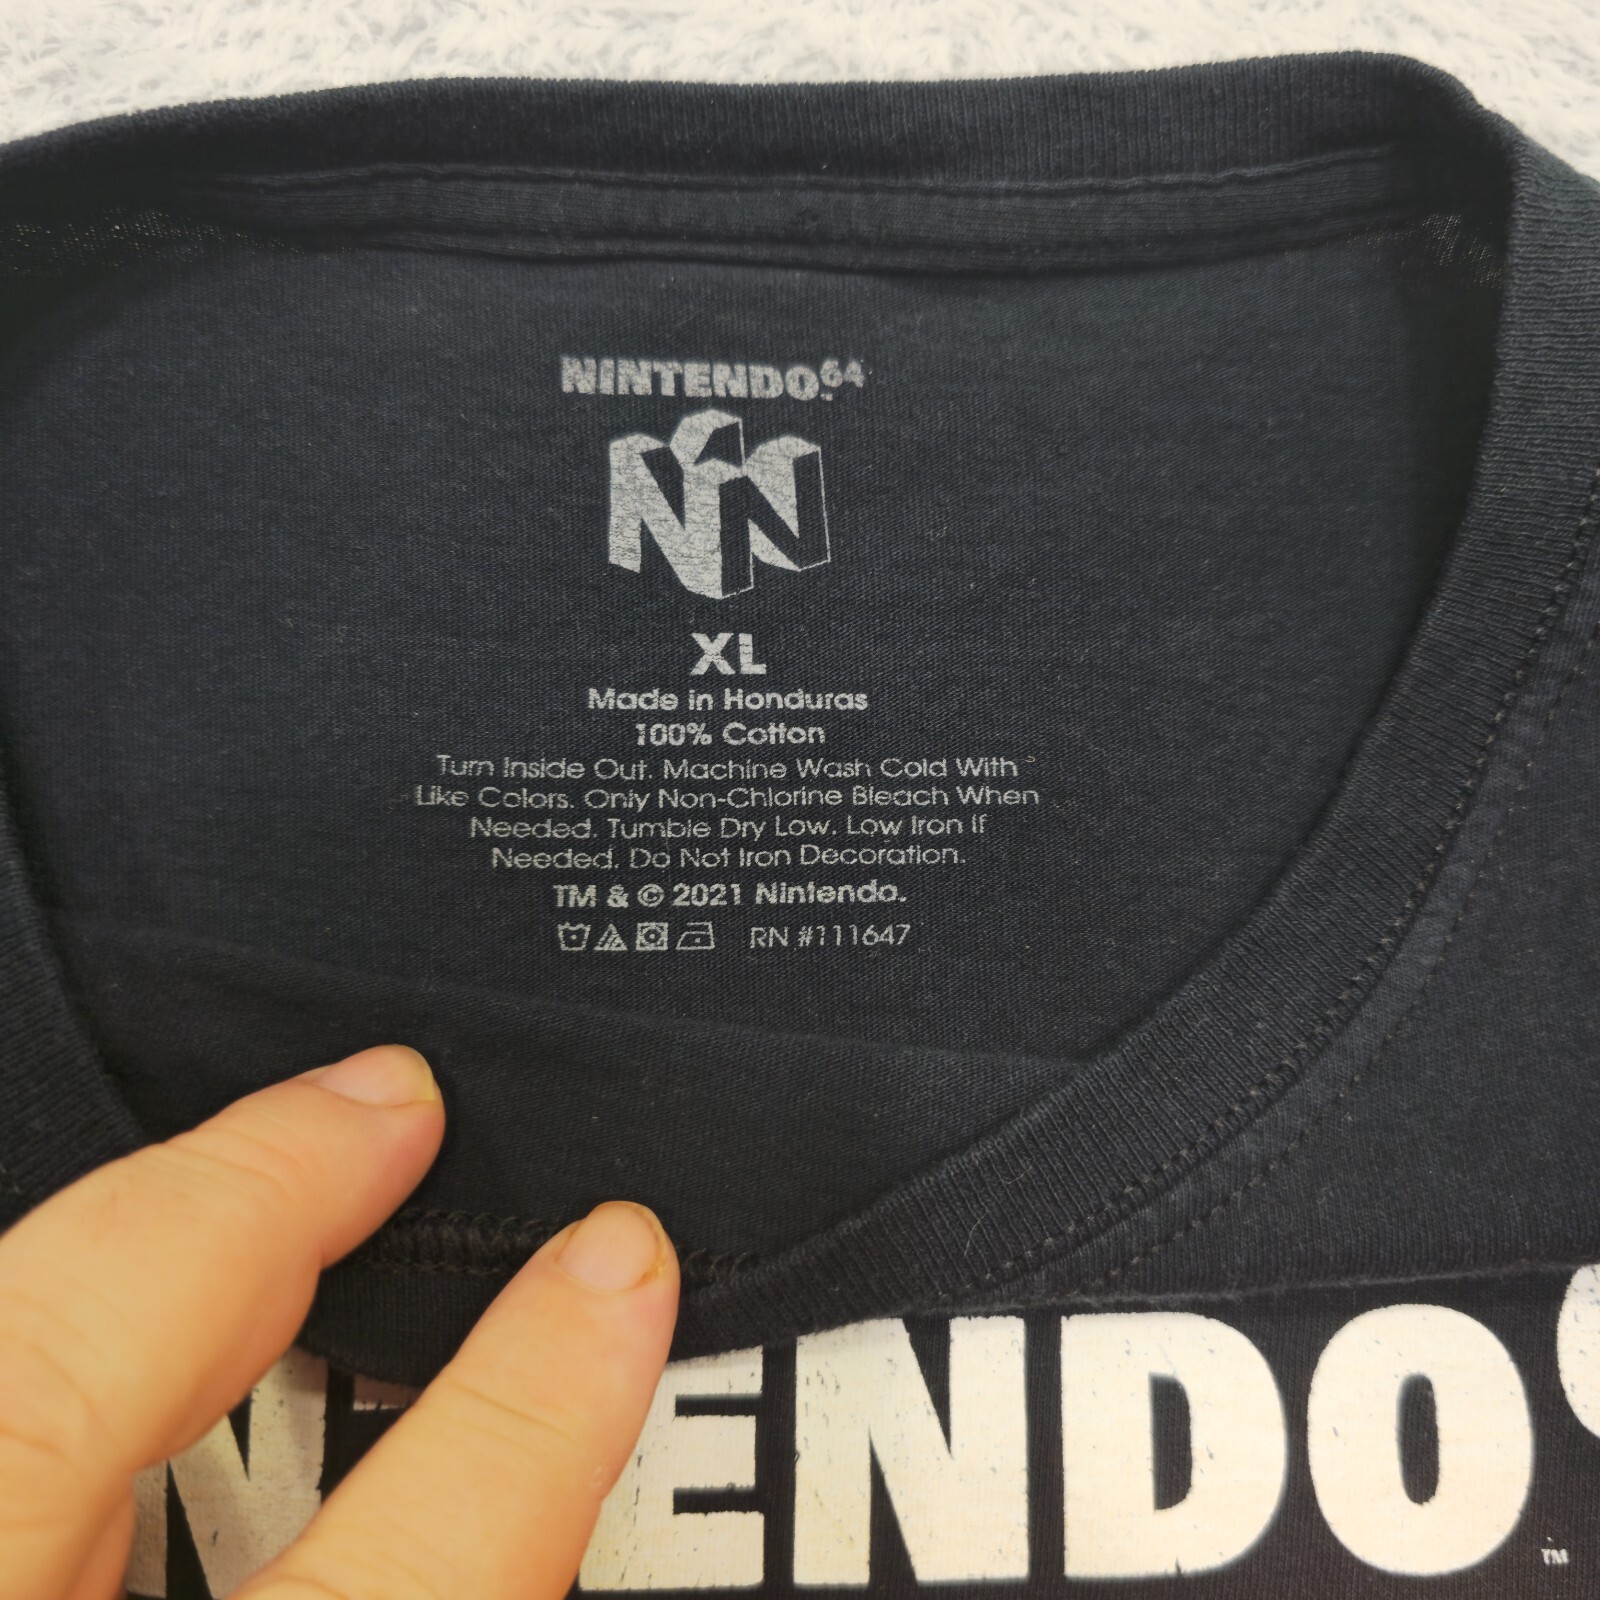 NINTENDO64
XL
Made in Honduras
100% Cotton
Turn Inside Out. Machine Wash Cold With
Like Colors. Only Non-Chlorine Bleach When
Needed. Tumble Dry Low. Low Iron If
Needed. Do Not Iron Decoration.
TM & © 2021 Nintendo.
RN #111647
NTENDO
TM